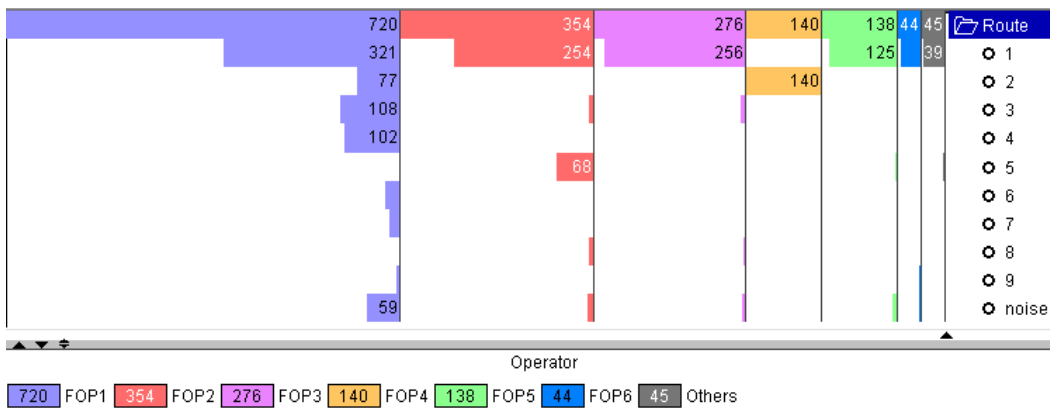 720 354 276 140 138 44 45 Route
321 254 256 125 39 1
77 140 2
108 3
102 4
68 5
6
7
8
9
59 noise
Operator
720 FOP1 354 FOP2 276 FOP3 140 FOP4 138 FOP5 44 FOP6 45 Others